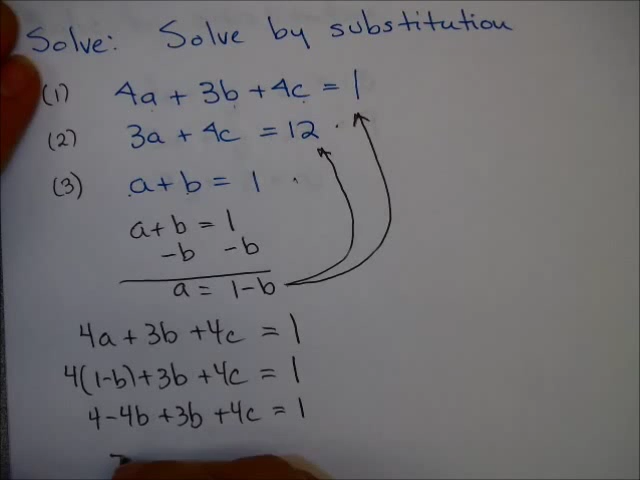 Solve: Solve by substitution
(1) 4a + 3b + 4c = 1
(2) 3a + 4c = 12
(3) a + b = 1
a + b = 1
-b -b
a = 1-b
4a + 3b + 4c = 1
4(1-b) + 3b + 4c = 1
4 - 4b + 3b + 4c = 1